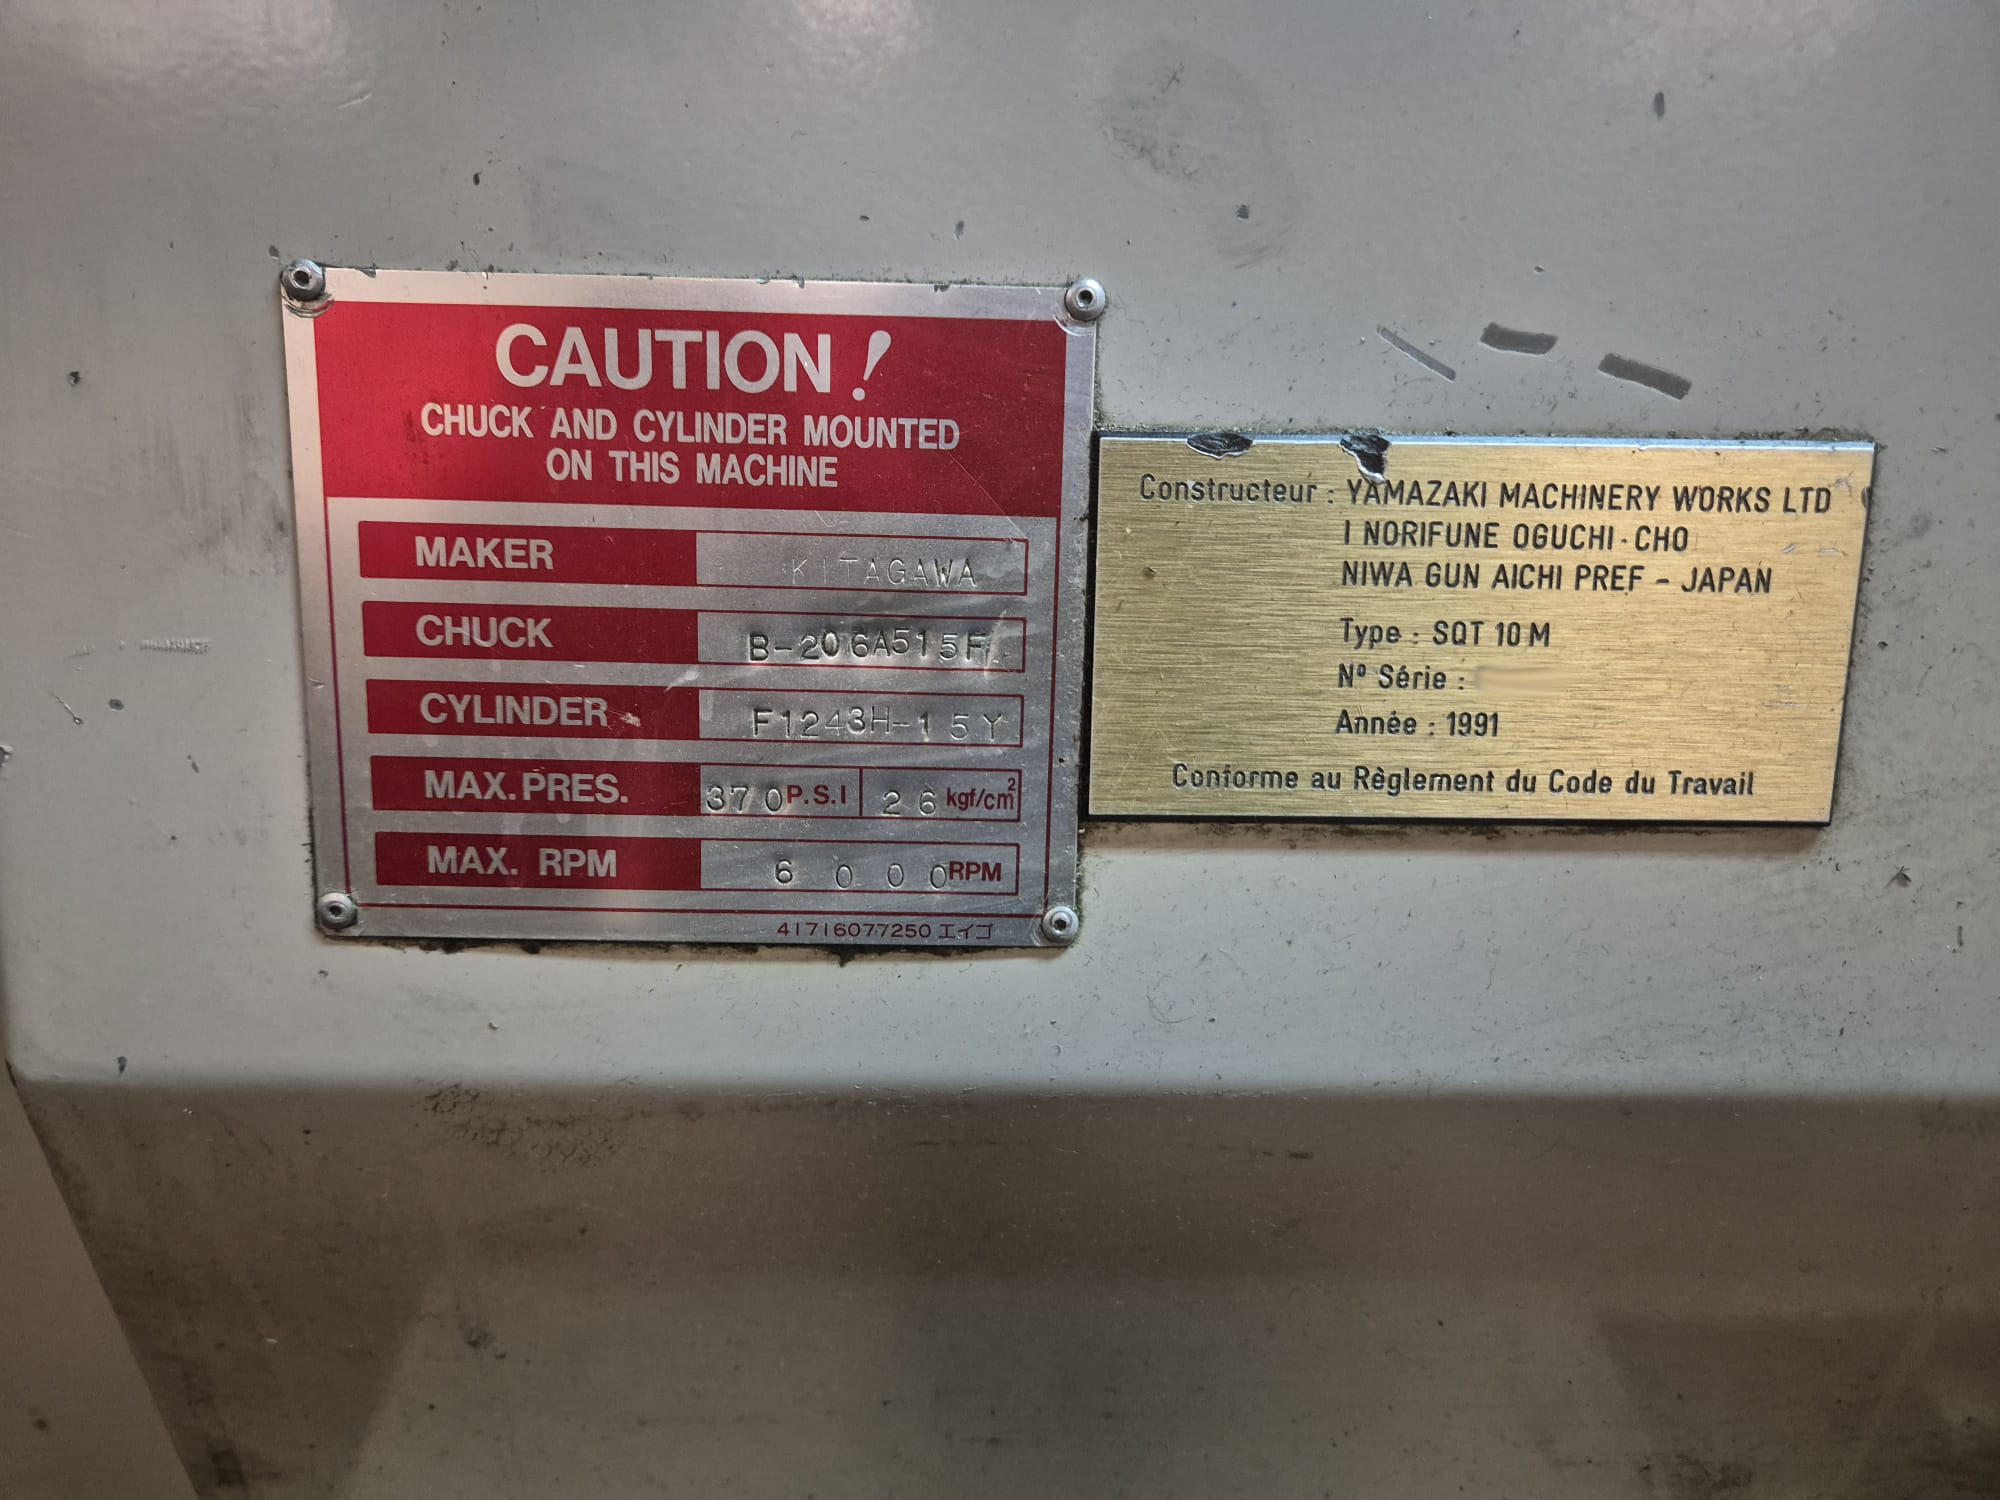 CAUTION!
CHUCK AND CYLINDER MOUNTED
ON THIS MACHINE
MAKER KITAGAWA
CHUCK B-206A515F
CYLINDER F1243H-15Y
MAX.PRES. 370 P.S.I 26 kgf/cm²
MAX. RPM 6000 RPM
41716077250 エイゴ
Constructeur : YAMAZAKI MACHINERY WORKS LTD
1 NORIFUNE OGUCHI-CHO
NIWA GUN AICHI PREF - JAPAN
Type : SQT 10 M
Nº Série :
Année : 1991
Conforme au Règlement du Code du Travail